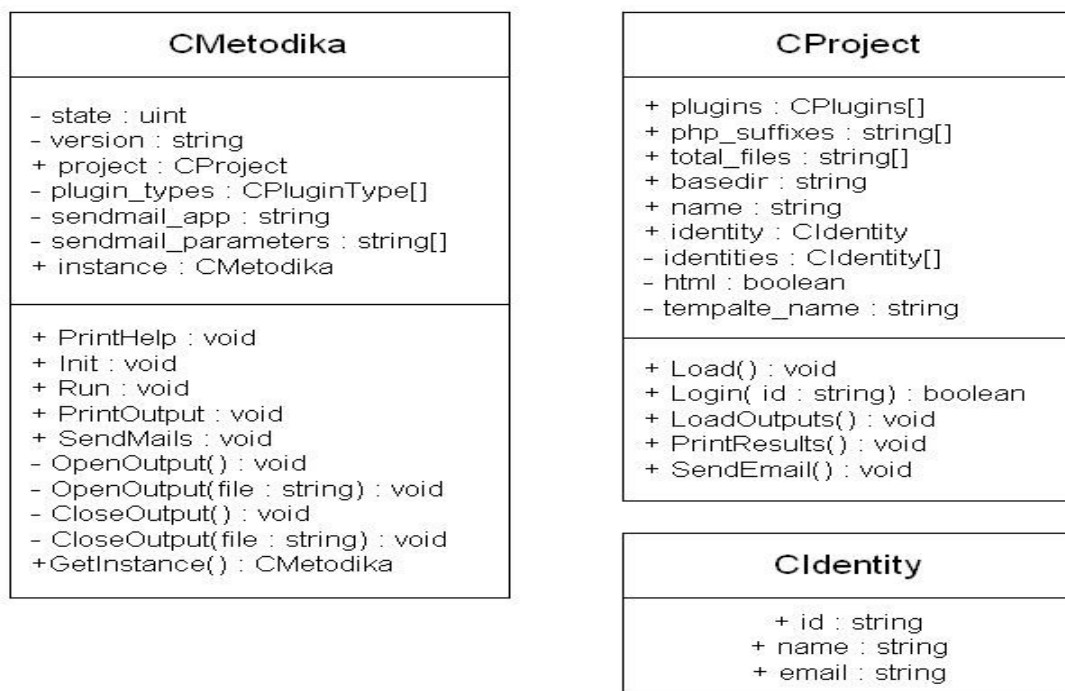 CMetodika
- state : uint
- version : string
+ project : CProject
- plugin_types : CPluginType[]
- sendmail_app : string
- sendmail_parameters : string[]
+ instance : CMetodika
+ PrintHelp : void
+ Init : void
+ Run : void
+ PrintOutput : void
+ SendMails : void
- OpenOutput() : void
- OpenOutput(file : string) : void
- CloseOutput() : void
- CloseOutput(file : string) : void
+GetInstance() : CMetodika
CProject
+ plugins : CPlugins[]
+ php_suffixes : string[]
+ total_files : string[]
+ basedir : string
+ name : string
+ identity : CIdentity
- identities : CIdentity[]
- html : boolean
- tempalte_name : string
+ Load() : void
+ Login( id : string) : boolean
+ LoadOutputs() : void
+ PrintResults() : void
+ SendEmail() : void
CIdentity
+ id : string
+ name : string
+ email : string